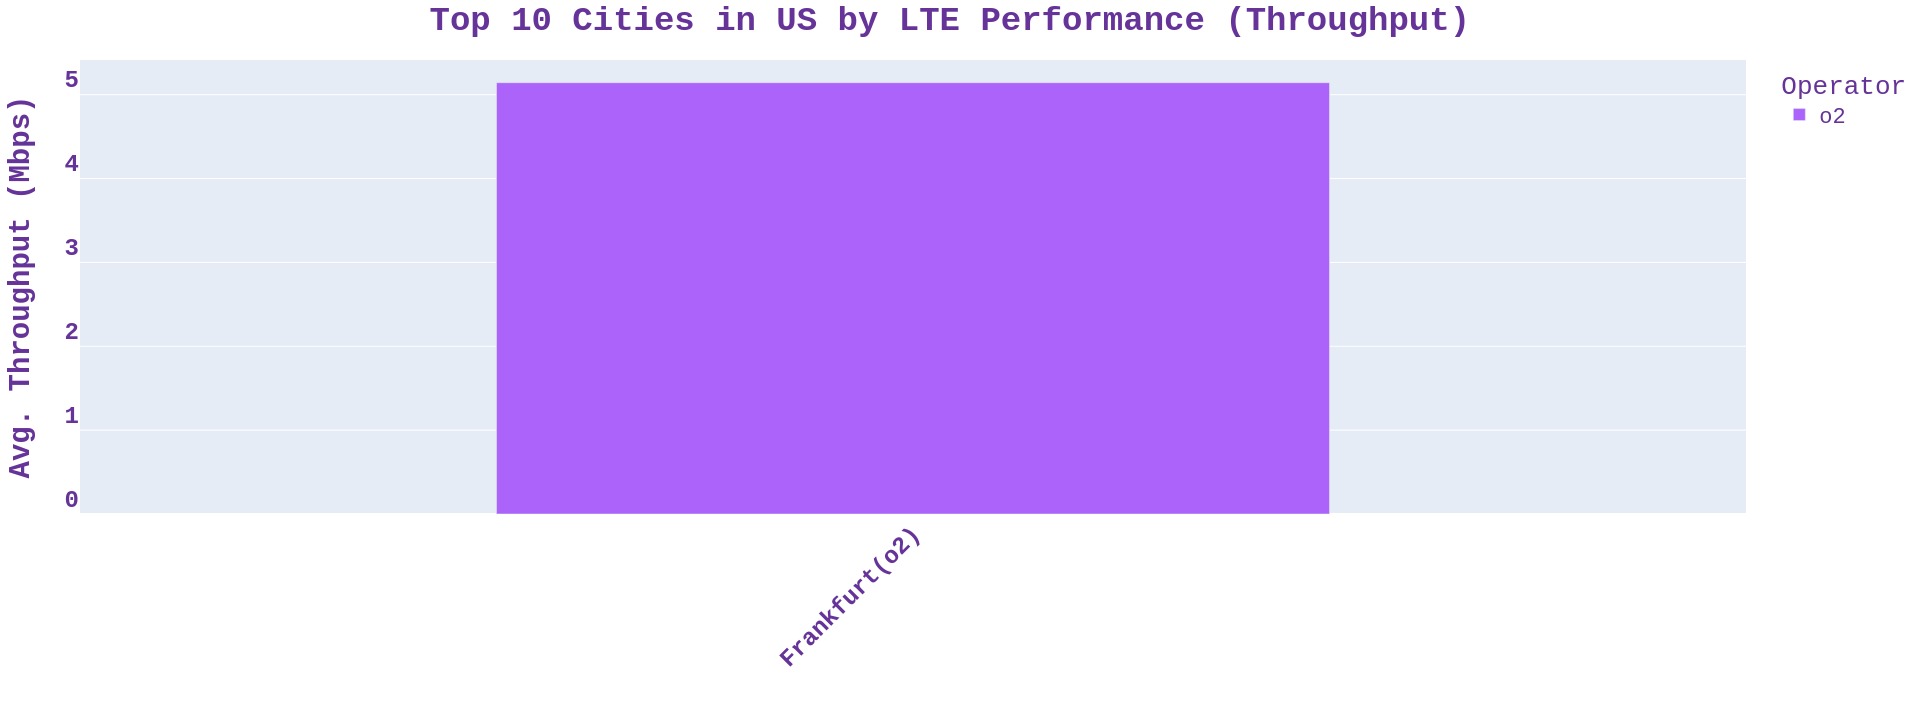 Top 10 Cities in US by LTE Performance (Throughput)
Avg. Throughput (Mbps)
5
4
3
2
1
0
Frankfurt(o2)
Operator
o2